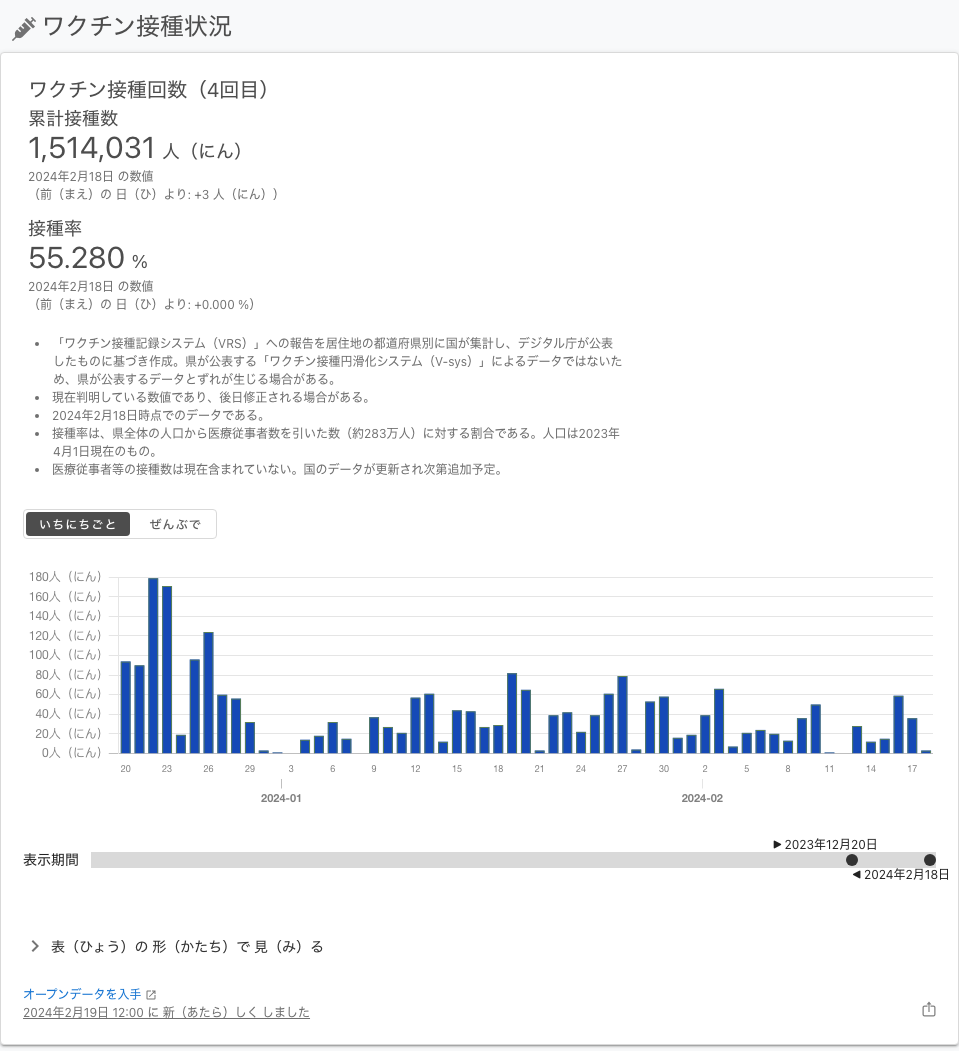 ワクチン接種状況
ワクチン接種回数（4回目）
累計接種数
1,514,031 人（にん）
2024年2月18日 の数値
（前（まえ）の 日（ひ）より: +3 人（にん））
接種率
55.280 %
2024年2月18日 の数値
（前（まえ）の 日（ひ）より: +0.000 %）
• 「ワクチン接種記録システム（VRS）」への報告を居住地の都道府県別に国が集計し、デジタル庁が公表
したものに基づき作成。県が公表する「ワクチン接種円滑化システム（V-sys）」によるデータではないた
め、県が公表するデータとずれが生じる場合がある。
• 現在判明している数値であり、後日修正される場合がある。
• 2024年2月18日時点でのデータである。
• 接種率は、県全体の人口から医療従事者数を引いた数（約283万人）に対する割合である。人口は2023年
4月1日現在のもの。
• 医療従事者等の接種数は現在含まれていない。国のデータが更新され次第追加予定。
いちにちごと ぜんぶで
180人（にん）
160人（にん）
140人（にん）
120人（にん）
100人（にん）
80人（にん）
60人（にん）
40人（にん）
20人（にん）
0人（にん）
20 23 26 29 3 6 9 12 15 18 21 24 27 30 2 5 8 11 14 17
2024-01 2024-02
▶ 2023年12月20日
表示期間
◀ 2024年2月18日
表（ひょう）の 形（かたち）で 見（み）る
オープンデータを入手
2024年2月19日 12:00 に 新（あたら）しく しました